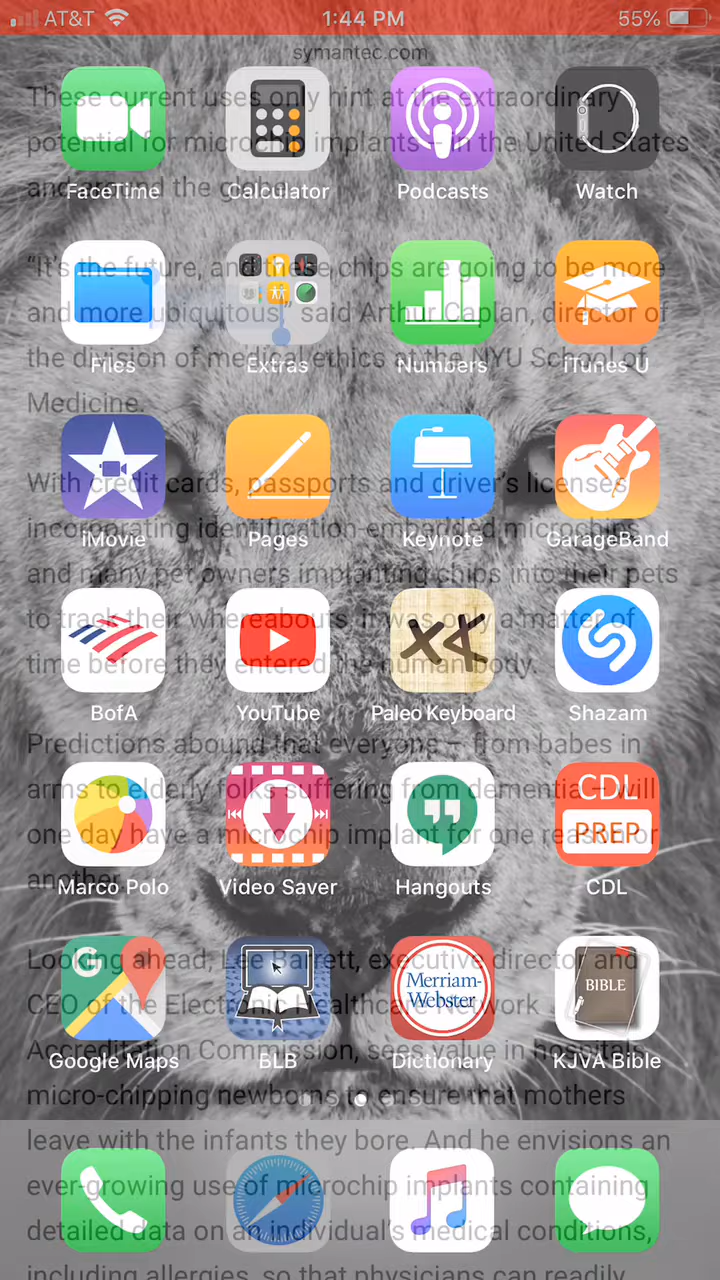 AT&T 1:44 PM 55%
symantec.com
These current uses only hint at the extraordinary
potential for microchip implants – in the United States
and around the globe.
FaceTime Calculator Podcasts Watch
“It’s the future, and these chips are going to be more
and more ubiquitous,” said Arthur Caplan, director of
the division of medical ethics at the NYU School of
Medicine.
Files Extras Numbers iTunes U
With credit cards, passports and driver’s licenses
incorporating identification-embedded microchips
and many pet owners implanting chips into their pets
to track their whereabouts, it was only a matter of
time before they entered the human body.
iMovie Pages Keynote GarageBand
BofA YouTube Paleo Keyboard Shazam
Predictions abound that everyone – from babes in
arms to elderly folks suffering from dementia – will
one day have a microchip implant for one reason or
another.
CDL
PREP
Marco Polo Video Saver Hangouts CDL
Looking ahead, Lee Barrett, executive director and
CEO of the Electronic Healthcare Network
Accreditation Commission, sees value in hospitals
micro-chipping newborns to ensure that mothers
leave with the infants they bore. And he envisions an
ever-growing use of microchip implants containing
detailed data on an individual’s medical conditions,
including allergies, so that physicians can readily
G
Merriam-
Webster
BIBLE
Google Maps BLB Dictionary KJVA Bible